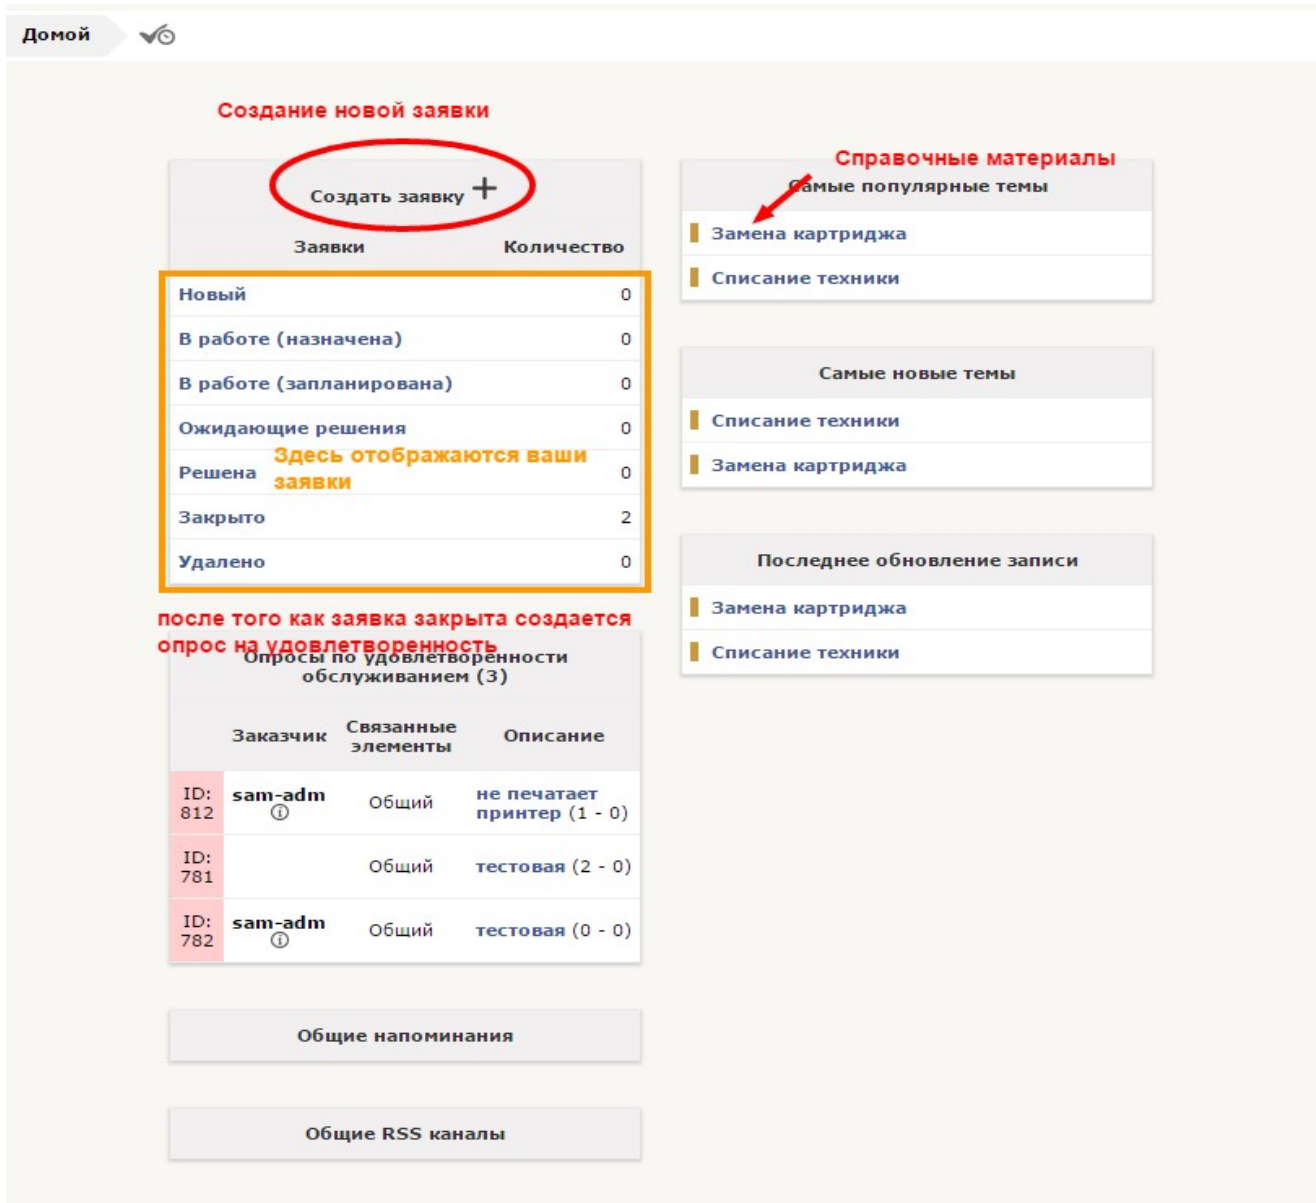 Домой
Создание новой заявки
Создать заявку
Заявки Количество
Новый 0
В работе (назначена) 0
В работе (запланирована) 0
Ожидающие решения 0
Здесь отображаются ваши
заявки
Решена 0
Закрыто 2
Удалено 0
после того как заявка закрыта создается
опрос на удовлетворенность
Опросы по удовлетворенности
обслуживанием (3)
Заказчик Связанные элементы Описание
ID: 812 sam-adm Общий не печатает принтер (1 - 0)
ID: 781 Общий тестовая (2 - 0)
ID: 782 sam-adm Общий тестовая (0 - 0)
Общие напоминания
Общие RSS каналы
Справочные материалы
Самые популярные темы
Замена картриджа
Списание техники
Самые новые темы
Списание техники
Замена картриджа
Последнее обновление записи
Замена картриджа
Списание техники